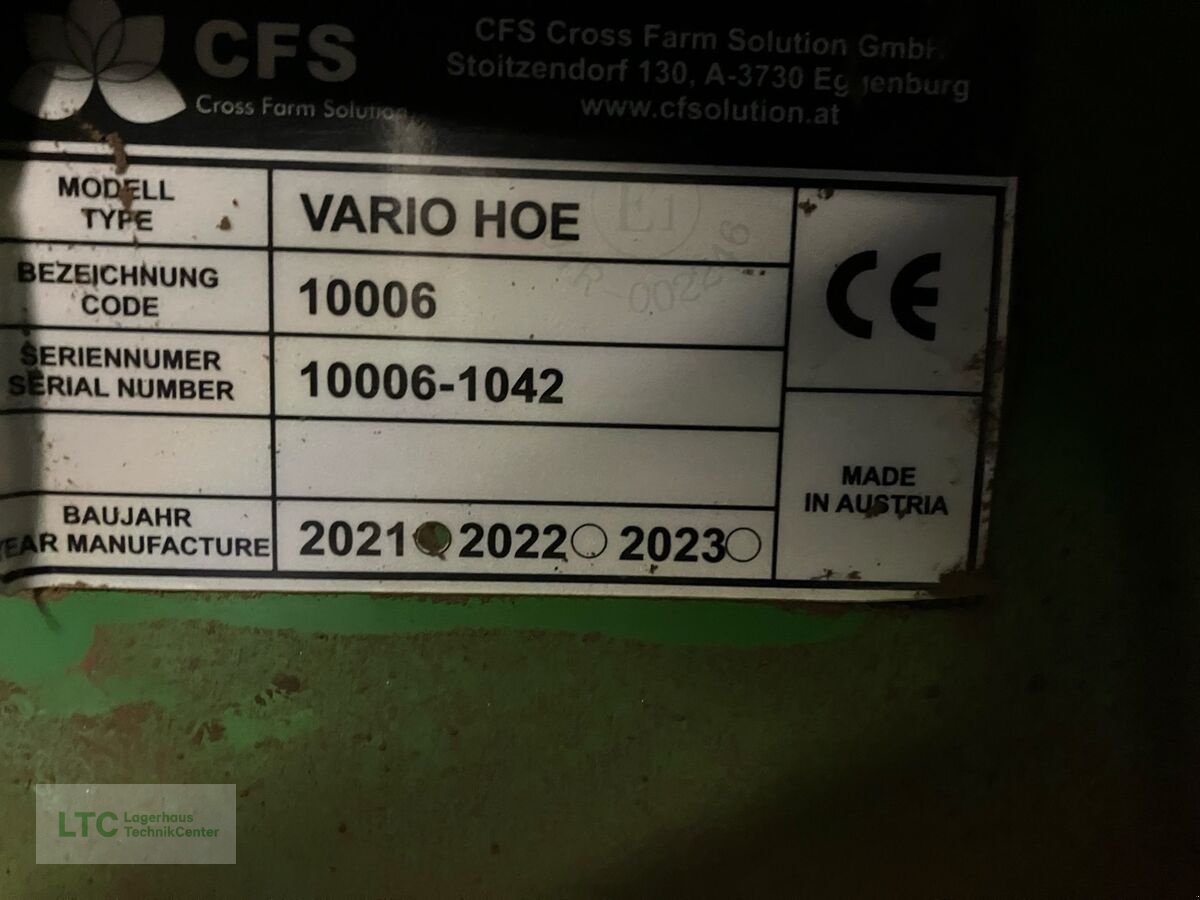 CFS
Cross Farm Solution
CFS Cross Farm Solution GmbH
Stoitzendorf 130, A-3730 Eggenburg
www.cfsolution.at
MODELL
TYPE
VARIO HOE
E1
BEZEICHNUNG
CODE
10006
SERIENNUMER
SERIAL NUMBER
10006-1042
CE
BAUJAHR
YEAR MANUFACTURE
2021 2022 2023
MADE
IN AUSTRIA
LTC Lagerhaus
TechnikCenter